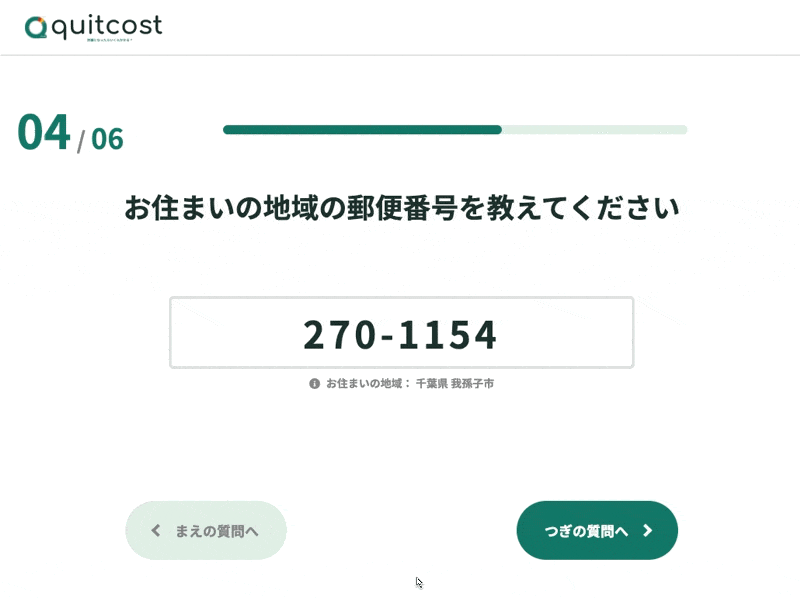 quitcost
04 / 06
お住まいの地域の郵便番号を教えてください
270-1154
お住まいの地域： 千葉県 我孫子市
まえの質問へ
つぎの質問へ